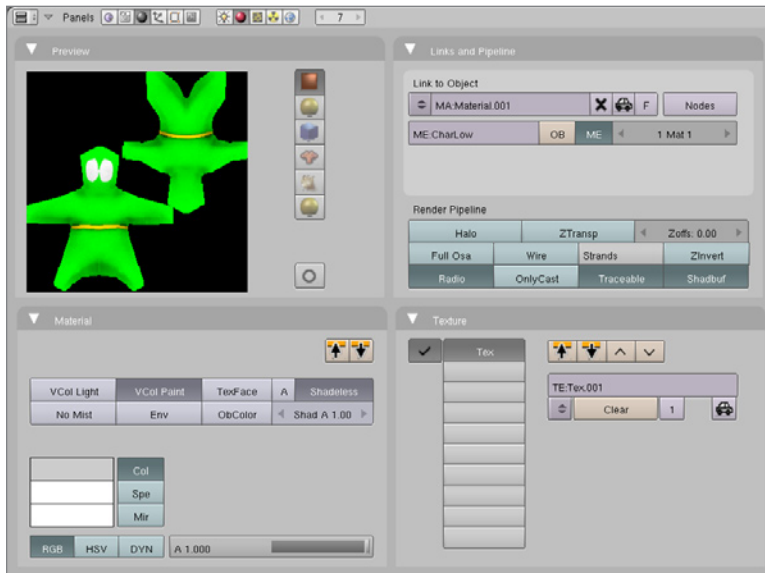 Panels 7
Preview
Links and Pipeline
Link to Object
MA:Material.001 F Nodes
ME:CharLow OB ME 1 Mat 1
Render Pipeline
Halo ZTransp Zoffs: 0.00
Full Osa Wire Strands ZInvert
Radio OnlyCast Traceable Shadbuf
Material
VCol Light VCol Paint TexFace A Shadeless
No Mist Env ObColor Shad A 1.00
Col
Spe
Mir
RGB HSV DYN A 1.000
Texture
Tex
TE:Tex.001
Clear 1